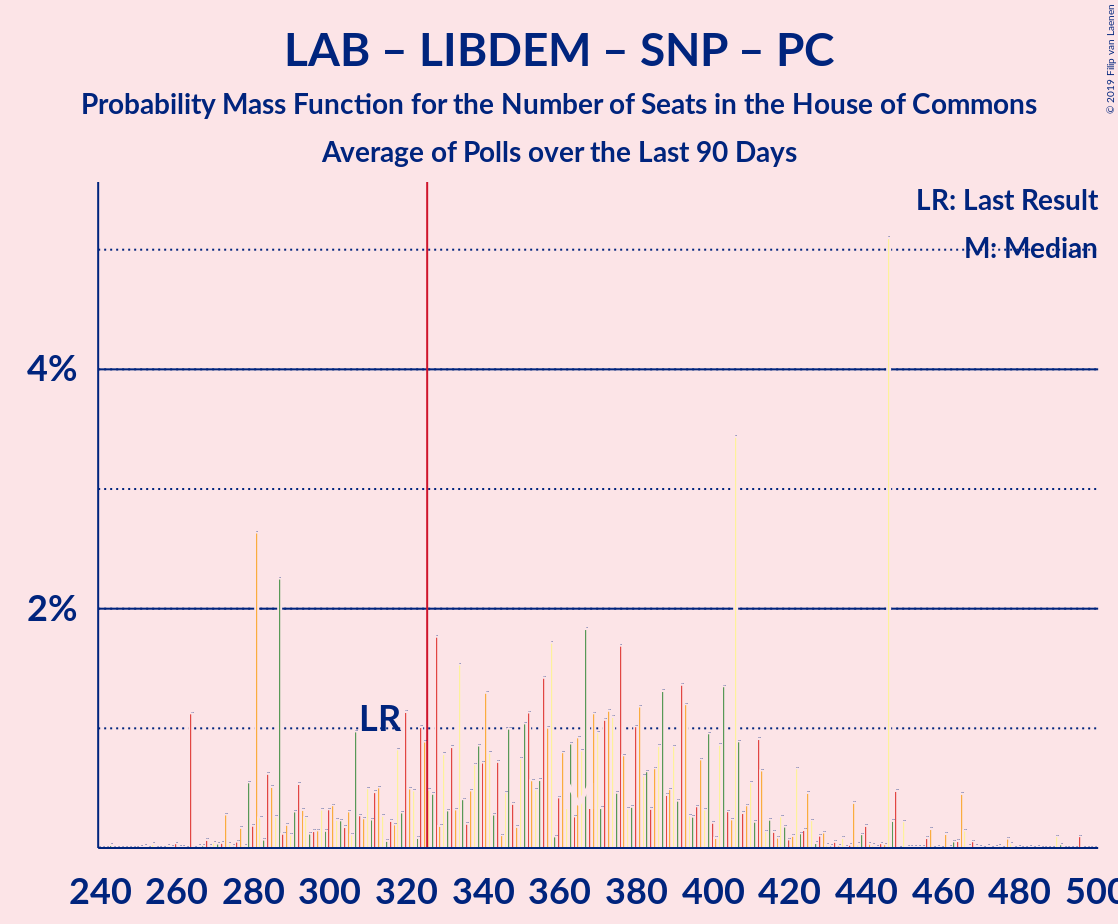 LAB – LIBDEM – SNP – PC
Probability Mass Function for the Number of Seats in the House of Commons
Average of Polls over the Last 90 Days
© 2019 Filip van Laenen
LR: Last Result
M: Median
4%
2%
LR
240 260 280 300 320 340 360 380 400 420 440 460 480 500